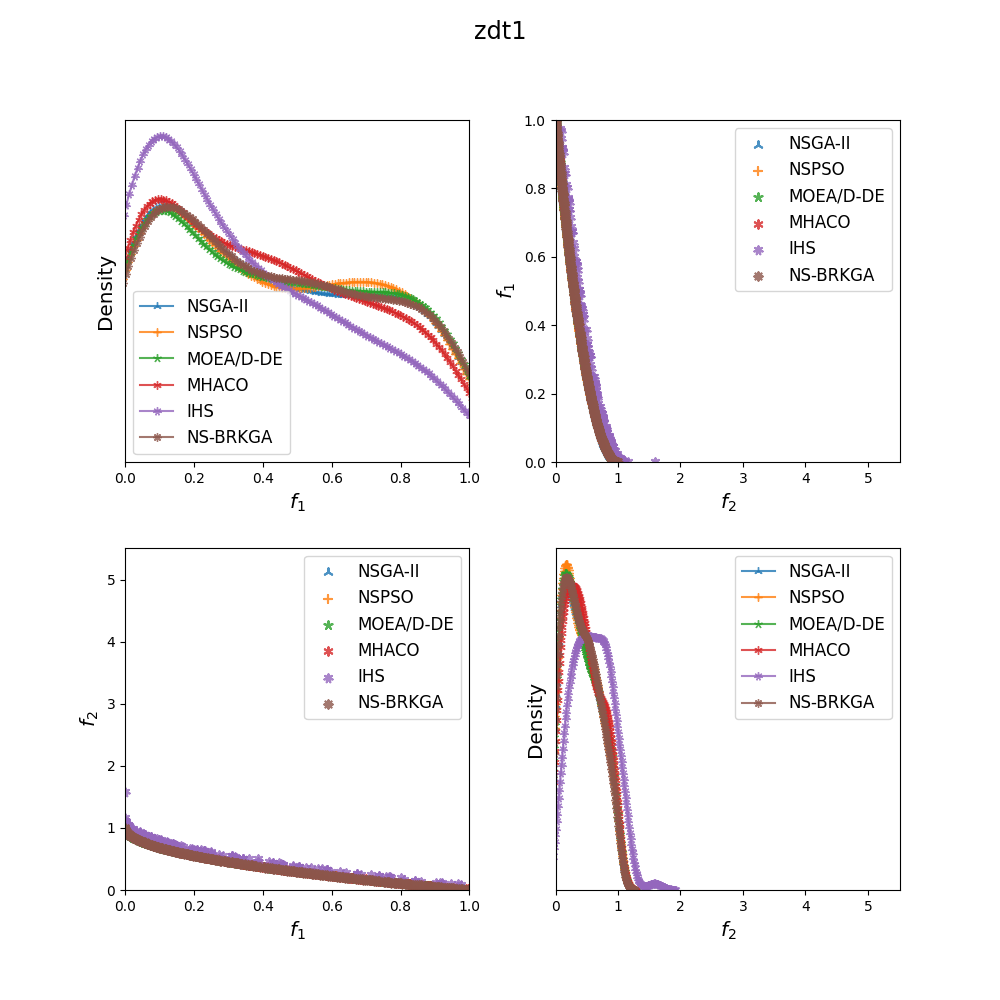 zdt1
Density
NSGA-II
NSPSO
MOEA/D-DE
MHACO
IHS
NS-BRKGA
0.0 0.2 0.4 0.6 0.8 1.0
f1
f1
1.0
0.8
0.6
0.4
0.2
0.0
NSGA-II
NSPSO
MOEA/D-DE
MHACO
IHS
NS-BRKGA
0 1 2 3 4 5
f2
f2
5
4
3
2
1
0
NSGA-II
NSPSO
MOEA/D-DE
MHACO
IHS
NS-BRKGA
0.0 0.2 0.4 0.6 0.8 1.0
f1
Density
NSGA-II
NSPSO
MOEA/D-DE
MHACO
IHS
NS-BRKGA
0 1 2 3 4 5
f2